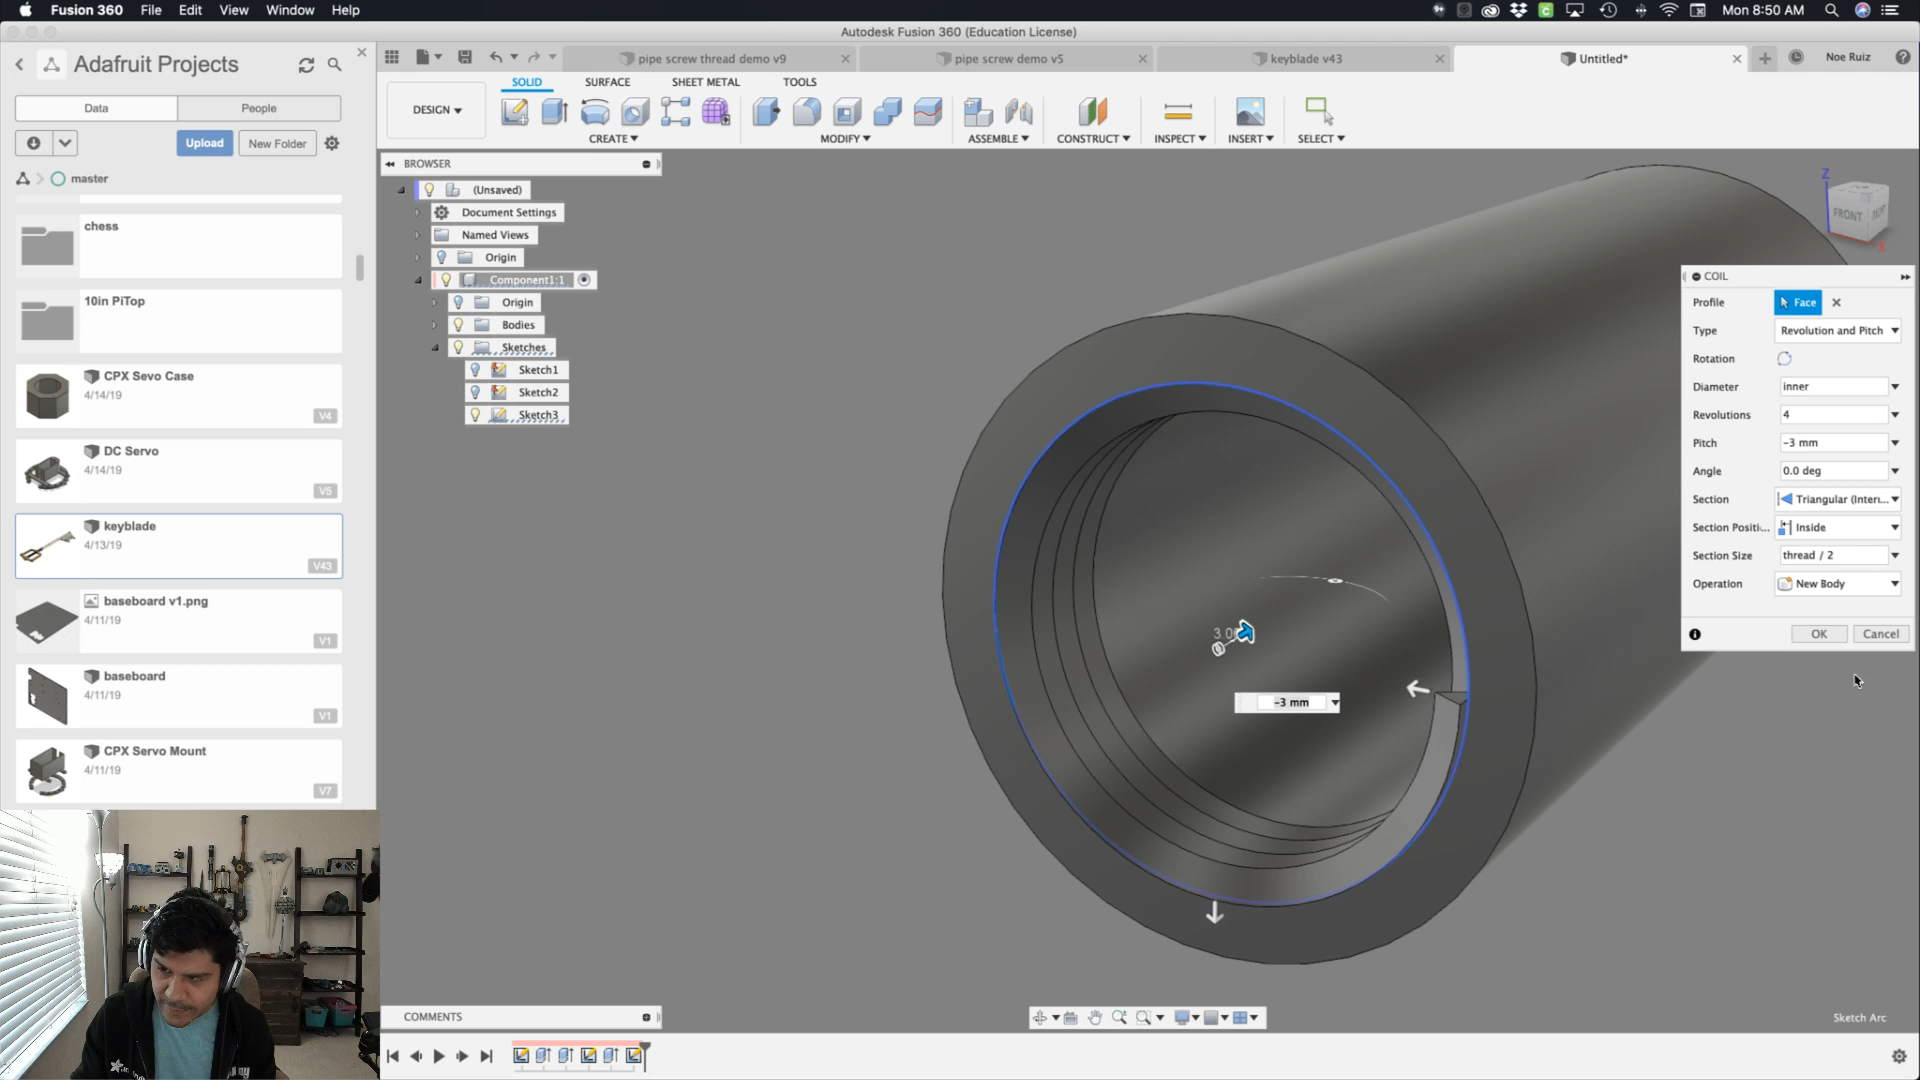 Fusion 360 File Edit View Window Help Mon 8:50 AM
Autodesk Fusion 360 (Education License)
Adafruit Projects
pipe screw thread demo v9 pipe screw demo v5 keyblade v43 Untitled* Noe Ruiz
Data People
Upload New Folder
master
chess
10in PiTop
CPX Sevo Case
4/14/19
V4
DC Servo
4/14/19
V5
keyblade
4/13/19
V43
baseboard v1.png
4/11/19
V1
baseboard
4/11/19
V1
CPX Servo Mount
4/11/19
V7
SOLID SURFACE SHEET METAL TOOLS
DESIGN
CREATE MODIFY ASSEMBLE CONSTRUCT INSPECT INSERT SELECT
BROWSER
(Unsaved)
Document Settings
Named Views
Origin
Component1:1
Origin
Bodies
Sketches
Sketch1
Sketch2
Sketch3
Z
FRONT
X
COIL
Profile Face
Type Revolution and Pitch
Rotation
Diameter inner
Revolutions 4
Pitch -3 mm
Angle 0.0 deg
Section Triangular (Intern...
Section Positi... Inside
Section Size thread / 2
Operation New Body
OK Cancel
-3 mm
COMMENTS
Sketch Arc